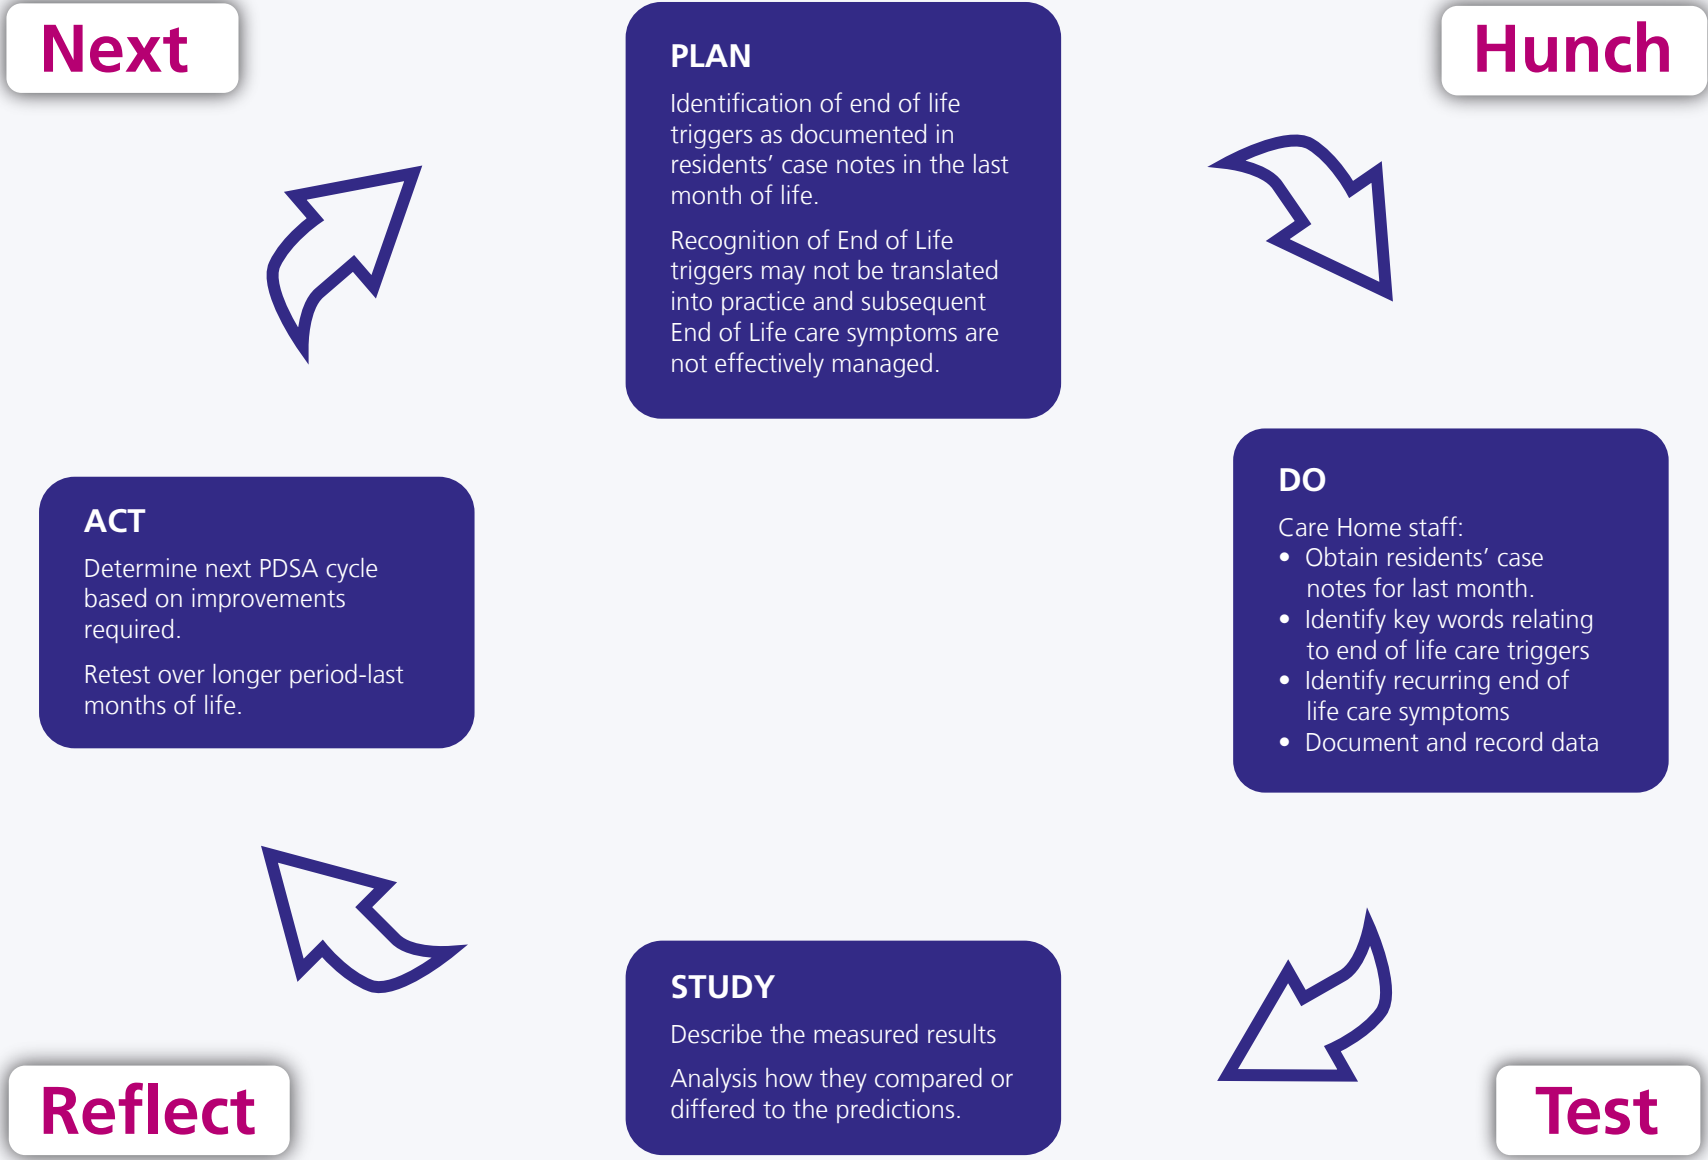 Next
Hunch
PLAN
Identification of end of life
triggers as documented in
residents’ case notes in the last
month of life.
Recognition of End of Life
triggers may not be translated
into practice and subsequent
End of Life care symptoms are
not effectively managed.
DO
Care Home staff:
• Obtain residents’ case
notes for last month.
• Identify key words relating
to end of life care triggers
• Identify recurring end of
life care symptoms
• Document and record data
ACT
Determine next PDSA cycle
based on improvements
required.
Retest over longer period-last
months of life.
STUDY
Describe the measured results
Analysis how they compared or
differed to the predictions.
Reflect
Test